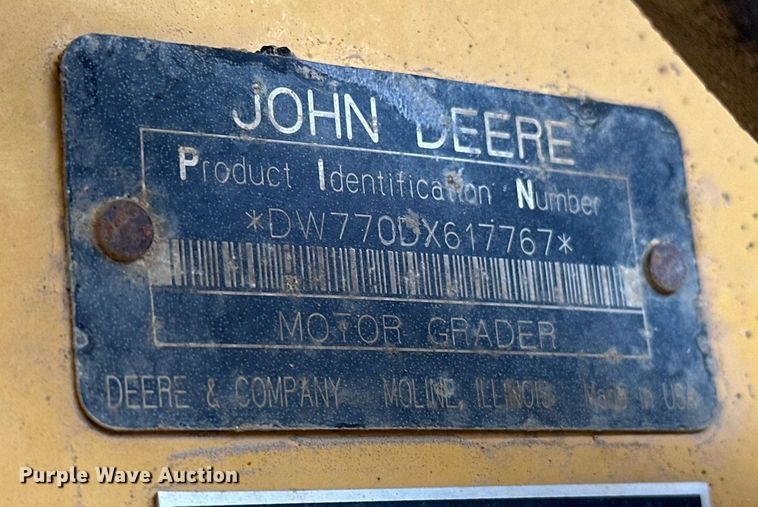 JOHN DEERE
Product Identification Number
*DW770DX617767*
MOTOR GRADER
DEERE & COMPANY MOLINE, ILLINOIS Made in USA
Purple Wave Auction